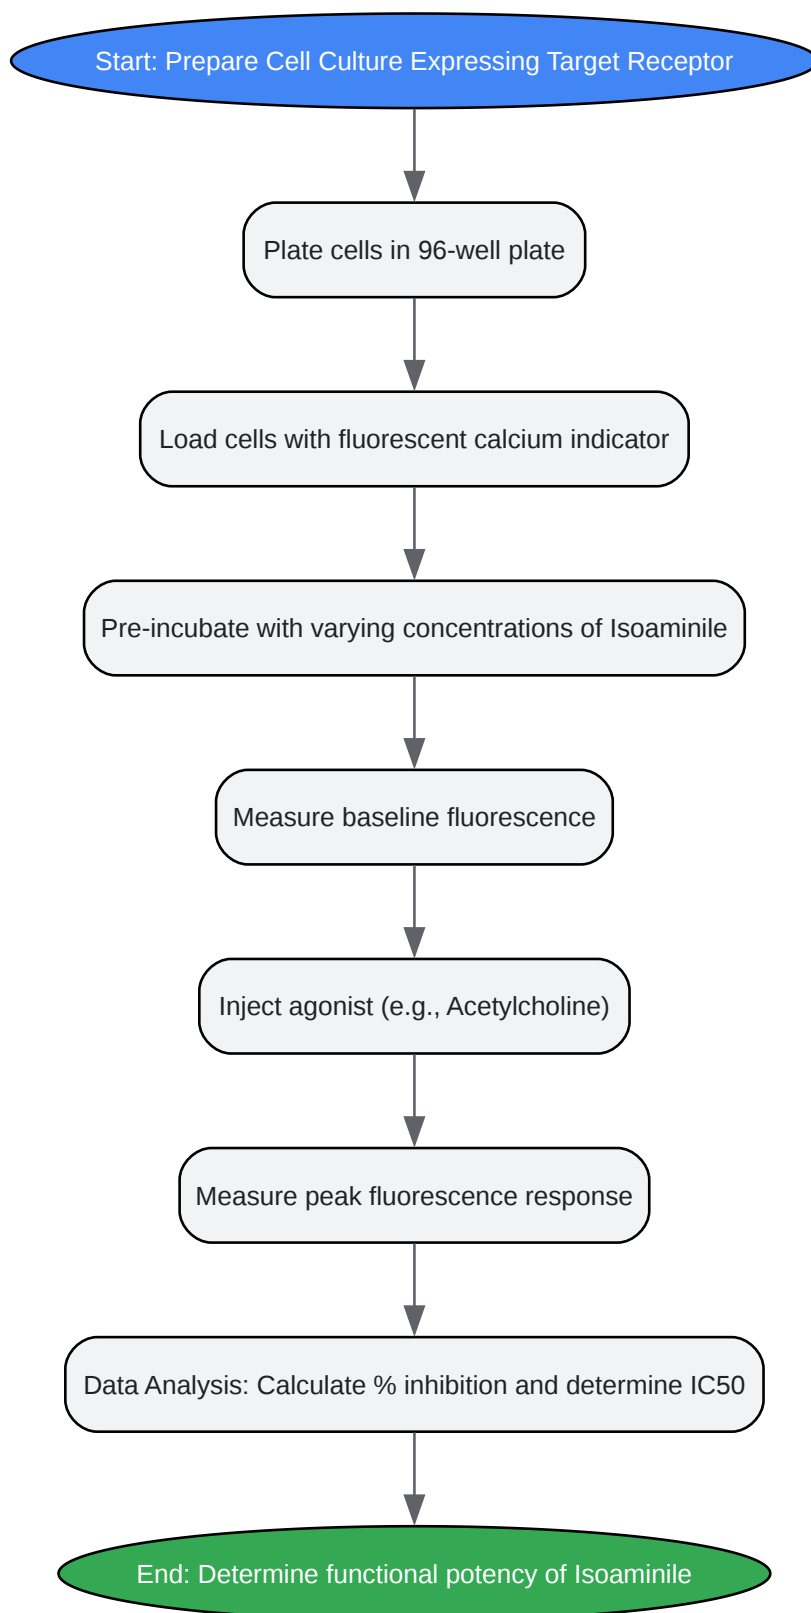 Start: Prepare Cell Culture Expressing Target Receptor
Plate cells in 96-well plate
Load cells with fluorescent calcium indicator
Pre-incubate with varying concentrations of Isoaminile
Measure baseline fluorescence
Inject agonist (e.g., Acetylcholine)
Measure peak fluorescence response
Data Analysis: Calculate % inhibition and determine IC50
End: Determine functional potency of Isoaminile